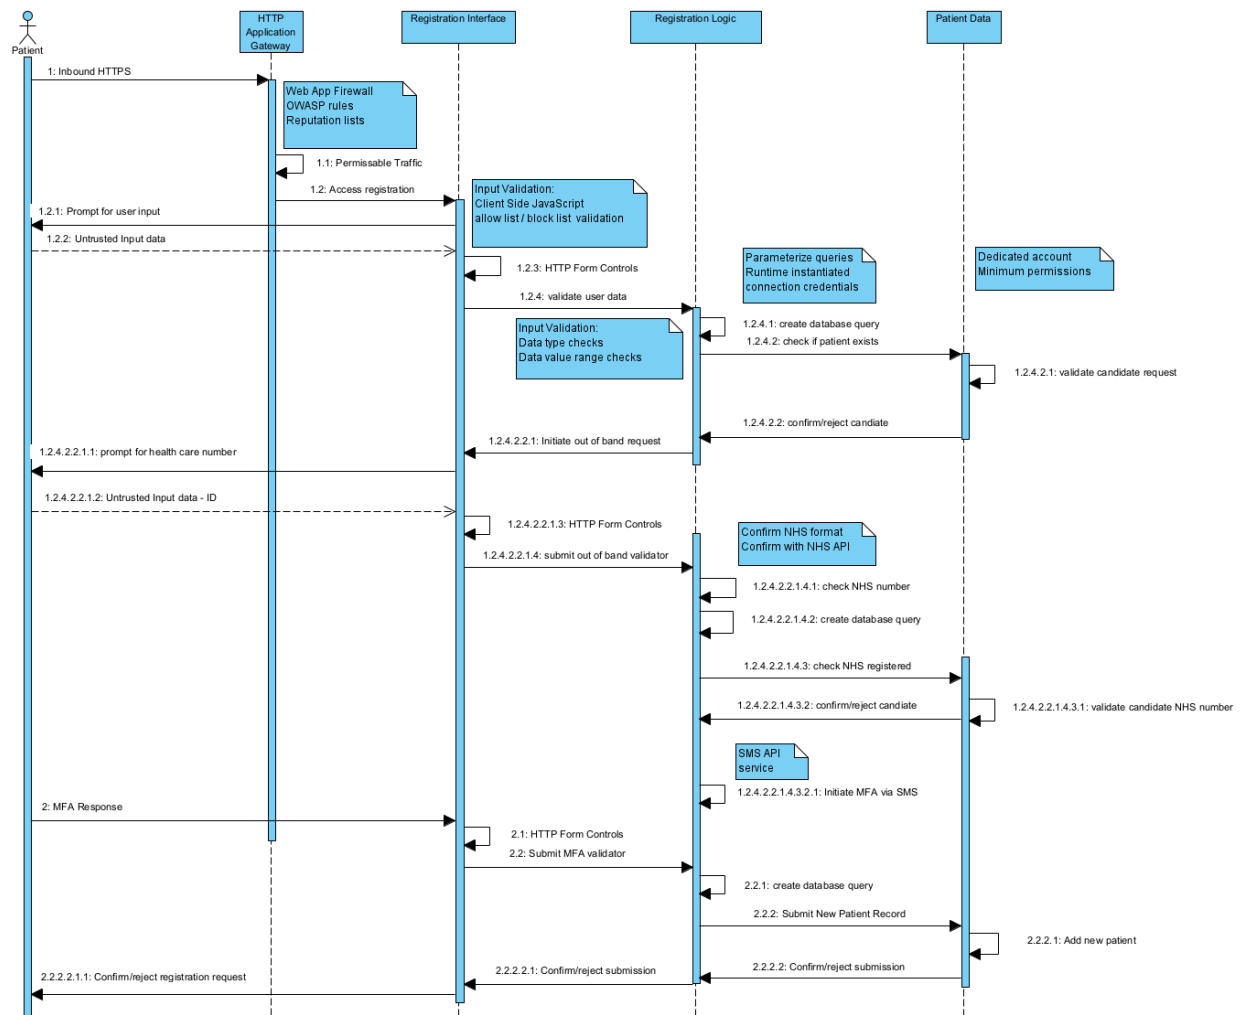 HTTP
Application
Gateway
Registration Interface
Registration Logic
Patient Data
Patient
1: Inbound HTTPS
Web App Firewall
OWASP rules
Reputation lists
1.1: Permissable Traffic
1.2: Access registration
Input Validation:
Client Side JavaScript
allow list / block list validation
1.2.1: Prompt for user input
1.2.2: Untrusted Input data
1.2.3: HTTP Form Controls
Parameterize queries
Runtime instantiated
connection credentials
Dedicated account
Minimum permissions
1.2.4: validate user data
Input Validation:
Data type checks
Data value range checks
1.2.4.1: create database query
1.2.4.2: check if patient exists
1.2.4.2.1: validate candidate request
1.2.4.2.2: confirm/reject candiate
1.2.4.2.2.1: Initiate out of band request
1.2.4.2.2.1.1: prompt for health care number
1.2.4.2.2.1.2: Untrusted Input data - ID
1.2.4.2.2.1.3: HTTP Form Controls
Confirm NHS format
Confirm with NHS API
1.2.4.2.2.1.4: submit out of band validator
1.2.4.2.2.1.4.1: check NHS number
1.2.4.2.2.1.4.2: create database query
1.2.4.2.2.1.4.3: check NHS registered
1.2.4.2.2.1.4.3.2: confirm/reject candiate
1.2.4.2.2.1.4.3.1: validate candidate NHS number
SMS API
service
1.2.4.2.2.1.4.3.2.1: Initiate MFA via SMS
2: MFA Response
2.1: HTTP Form Controls
2.2: Submit MFA validator
2.2.1: create database query
2.2.2: Submit New Patient Record
2.2.2.1: Add new patient
2.2.2.2: Confirm/reject submission
2.2.2.2.1: Confirm/reject submission
2.2.2.2.1.1: Confirm/reject registration request